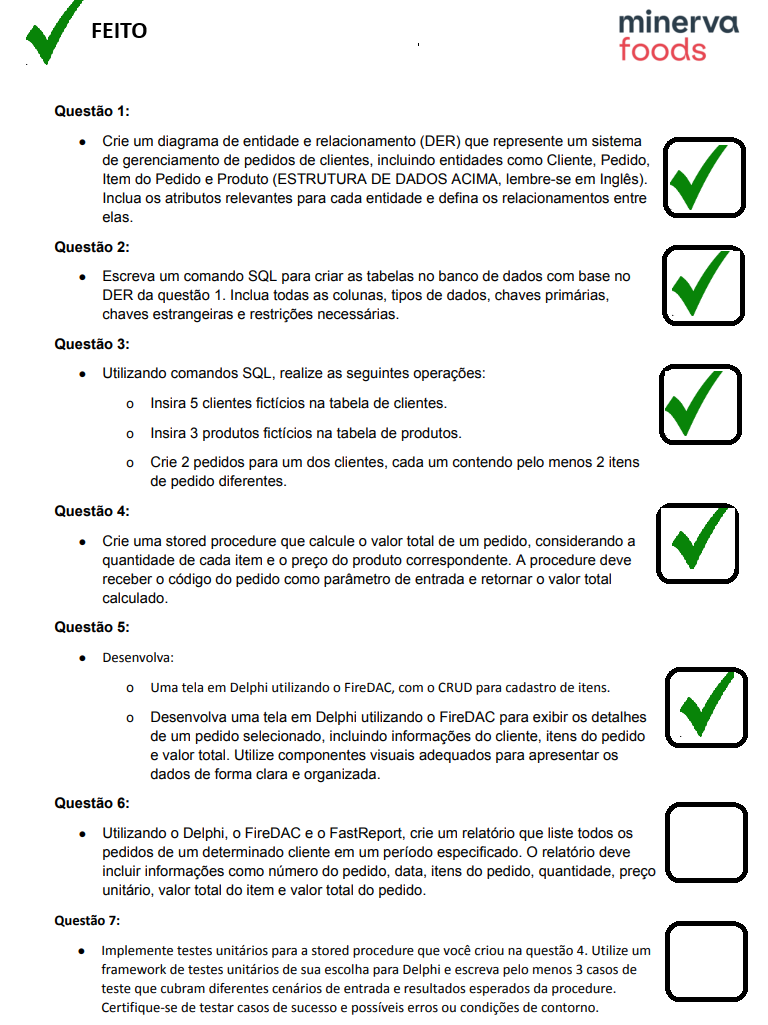 FEITO
minerva
foods
Questão 1:
● Crie um diagrama de entidade e relacionamento (DER) que represente um sistema
de gerenciamento de pedidos de clientes, incluindo entidades como Cliente, Pedido,
Item do Pedido e Produto (ESTRUTURA DE DADOS ACIMA, lembre-se em Inglês).
Inclua os atributos relevantes para cada entidade e defina os relacionamentos entre
elas.
Questão 2:
● Escreva um comando SQL para criar as tabelas no banco de dados com base no
DER da questão 1. Inclua todas as colunas, tipos de dados, chaves primárias,
chaves estrangeiras e restrições necessárias.
Questão 3:
● Utilizando comandos SQL, realize as seguintes operações:
o Insira 5 clientes fictícios na tabela de clientes.
o Insira 3 produtos fictícios na tabela de produtos.
o Crie 2 pedidos para um dos clientes, cada um contendo pelo menos 2 itens
de pedido diferentes.
Questão 4:
● Crie uma stored procedure que calcule o valor total de um pedido, considerando a
quantidade de cada item e o preço do produto correspondente. A procedure deve
receber o código do pedido como parâmetro de entrada e retornar o valor total
calculado.
Questão 5:
● Desenvolva:
o Uma tela em Delphi utilizando o FireDAC, com o CRUD para cadastro de itens.
o Desenvolva uma tela em Delphi utilizando o FireDAC para exibir os detalhes
de um pedido selecionado, incluindo informações do cliente, itens do pedido
e valor total. Utilize componentes visuais adequados para apresentar os
dados de forma clara e organizada.
Questão 6:
● Utilizando o Delphi, o FireDAC e o FastReport, crie um relatório que liste todos os
pedidos de um determinado cliente em um período especificado. O relatório deve
incluir informações como número do pedido, data, itens do pedido, quantidade, preço
unitário, valor total do item e valor total do pedido.
Questão 7:
● Implemente testes unitários para a stored procedure que você criou na questão 4. Utilize um
framework de testes unitários de sua escolha para Delphi e escreva pelo menos 3 casos de
teste que cubram diferentes cenários de entrada e resultados esperados da procedure.
Certifique-se de testar casos de sucesso e possíveis erros ou condições de contorno.